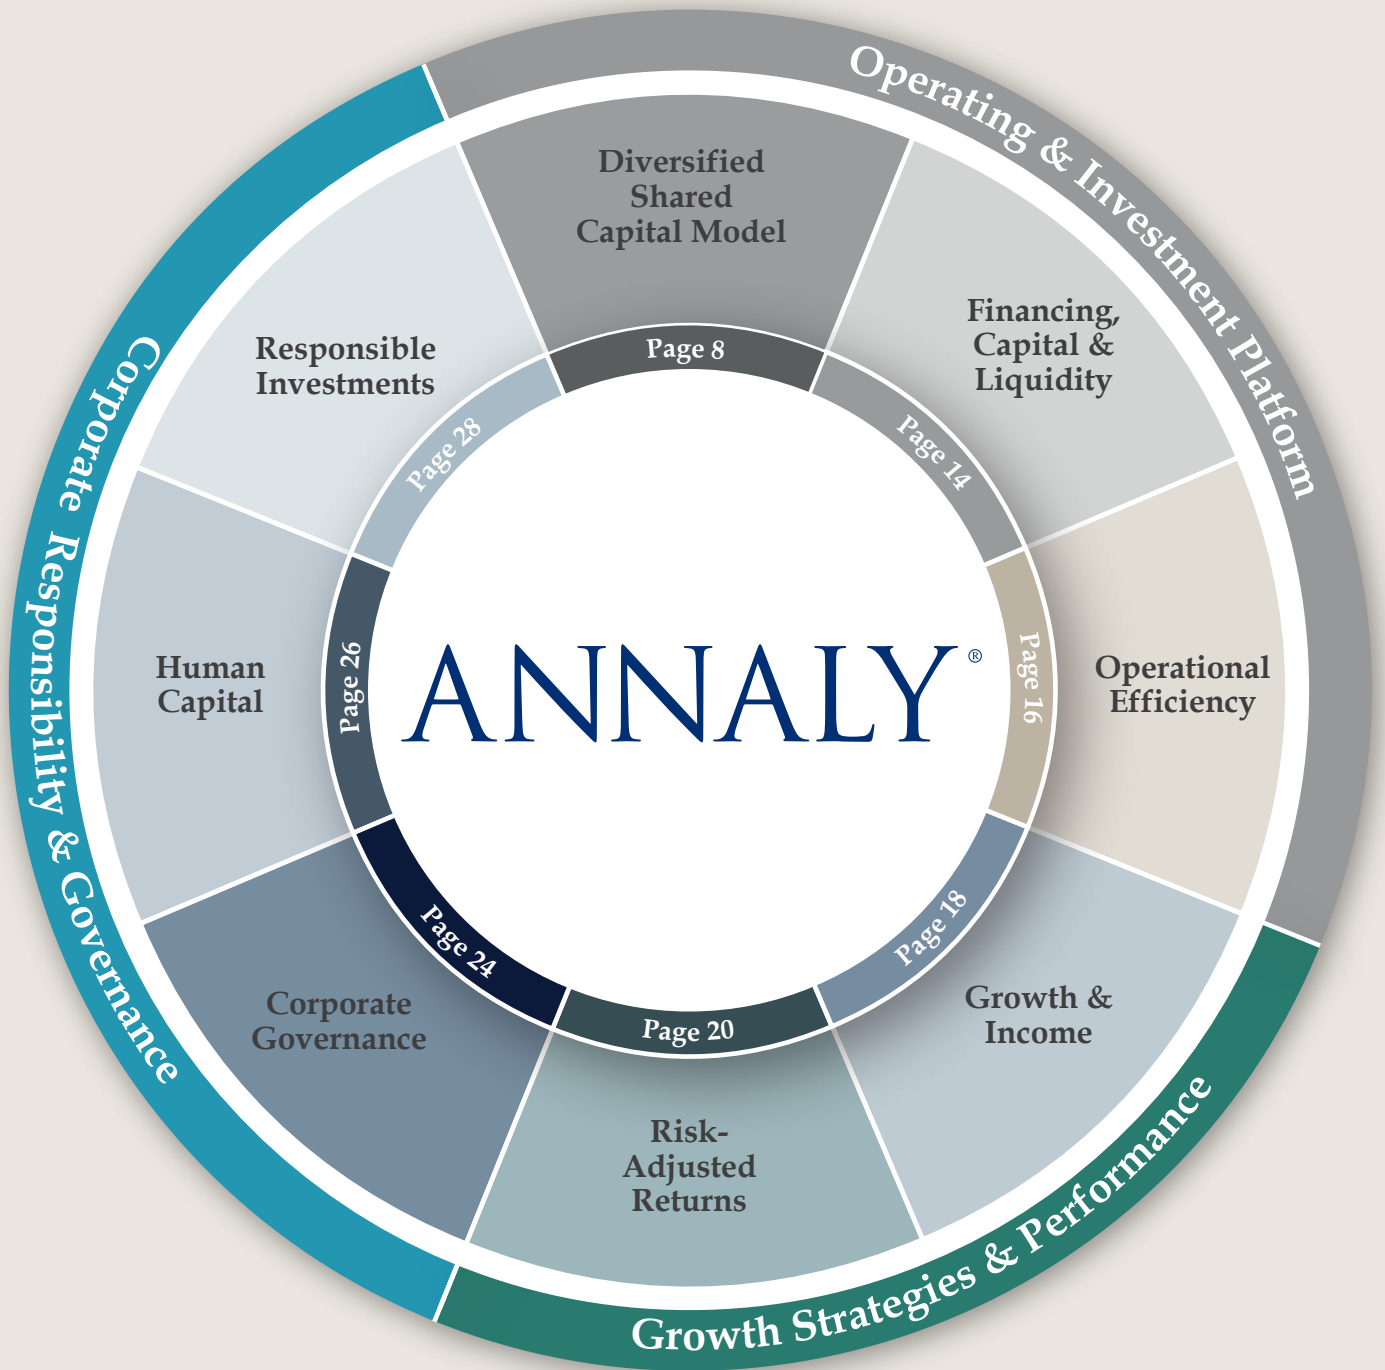 Operating & Investment Platform
Diversified
Shared
Capital Model
Page 8
Financing,
Capital &
Liquidity
Page 14
Operational
Efficiency
Page 16
Growth Strategies & Performance
Growth &
Income
Page 18
Risk-
Adjusted
Returns
Page 20
Corporate Responsibility & Governance
Corporate
Governance
Page 24
Human
Capital
Page 26
Responsible
Investments
Page 28
ANNALY®